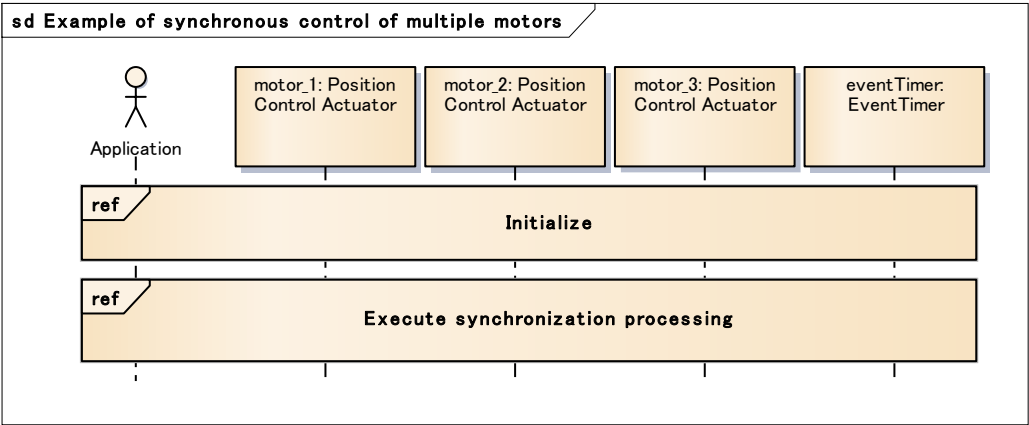 sd Example of synchronous control of multiple motors
motor_1: Position
Control Actuator
motor_2: Position
Control Actuator
motor_3: Position
Control Actuator
eventTimer:
EventTimer
Application
ref
Initialize
ref
Execute synchronization processing